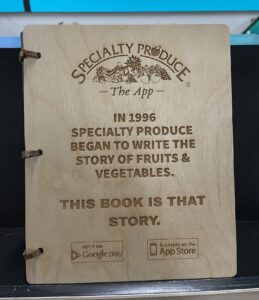 SPECIALTY PRODUCE
The App
IN 1996
SPECIALTY PRODUCE
BEGAN TO WRITE THE
STORY OF FRUITS &
VEGETABLES.
THIS BOOK IS THAT
STORY.
GET IT ON
Google play
Available on the
App Store